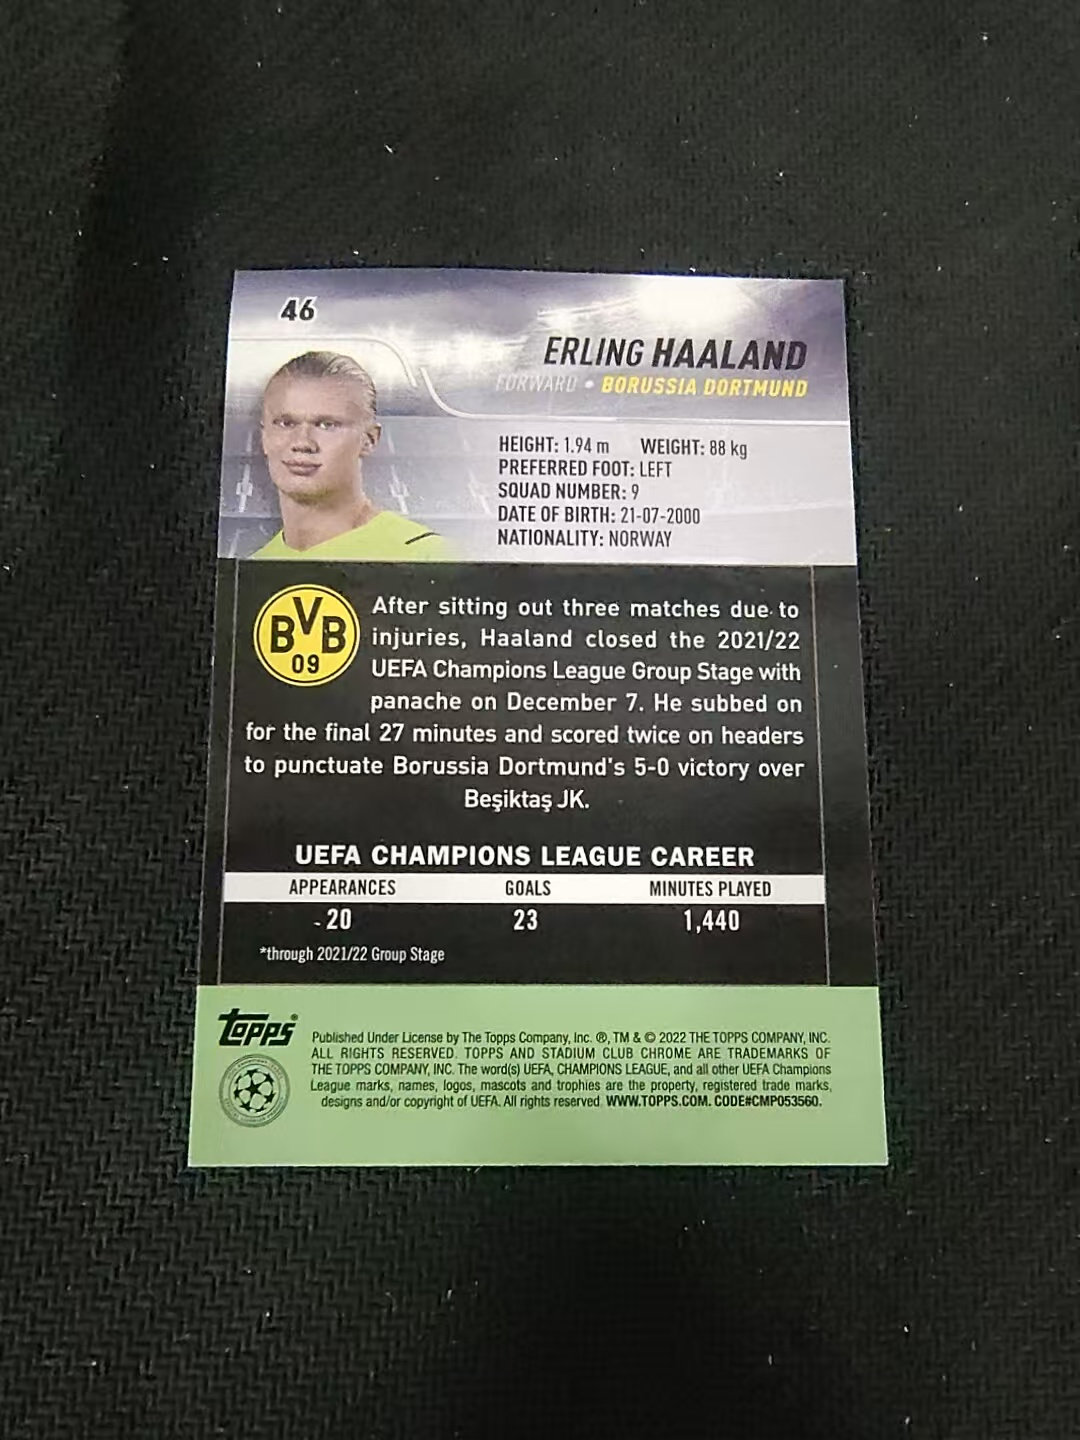 46
ERLING HAALAND
FORWARD • BORUSSIA DORTMUND
HEIGHT: 1.94 m WEIGHT: 88 kg
PREFERRED FOOT: LEFT
SQUAD NUMBER: 9
DATE OF BIRTH: 21-07-2000
NATIONALITY: NORWAY
BVB
09
After sitting out three matches due to
injuries, Haaland closed the 2021/22
UEFA Champions League Group Stage with
panache on December 7. He subbed on
for the final 27 minutes and scored twice on headers
to punctuate Borussia Dortmund's 5-0 victory over
Beşiktaş JK.
UEFA CHAMPIONS LEAGUE CAREER
APPEARANCES GOALS MINUTES PLAYED
20 23 1,440
*through 2021/22 Group Stage
Topps®
Published Under License by The Topps Company, Inc. ®, TM & © 2022 THE TOPPS COMPANY, INC.
ALL RIGHTS RESERVED. TOPPS AND STADIUM CLUB CHROME ARE TRADEMARKS OF
THE TOPPS COMPANY, INC. The word(s) UEFA, CHAMPIONS LEAGUE, and all other UEFA Champions
League marks, names, logos, mascots and trophies are the property, registered trade marks,
designs and/or copyright of UEFA. All rights reserved. WWW.TOPPS.COM. CODE#CMP053560.